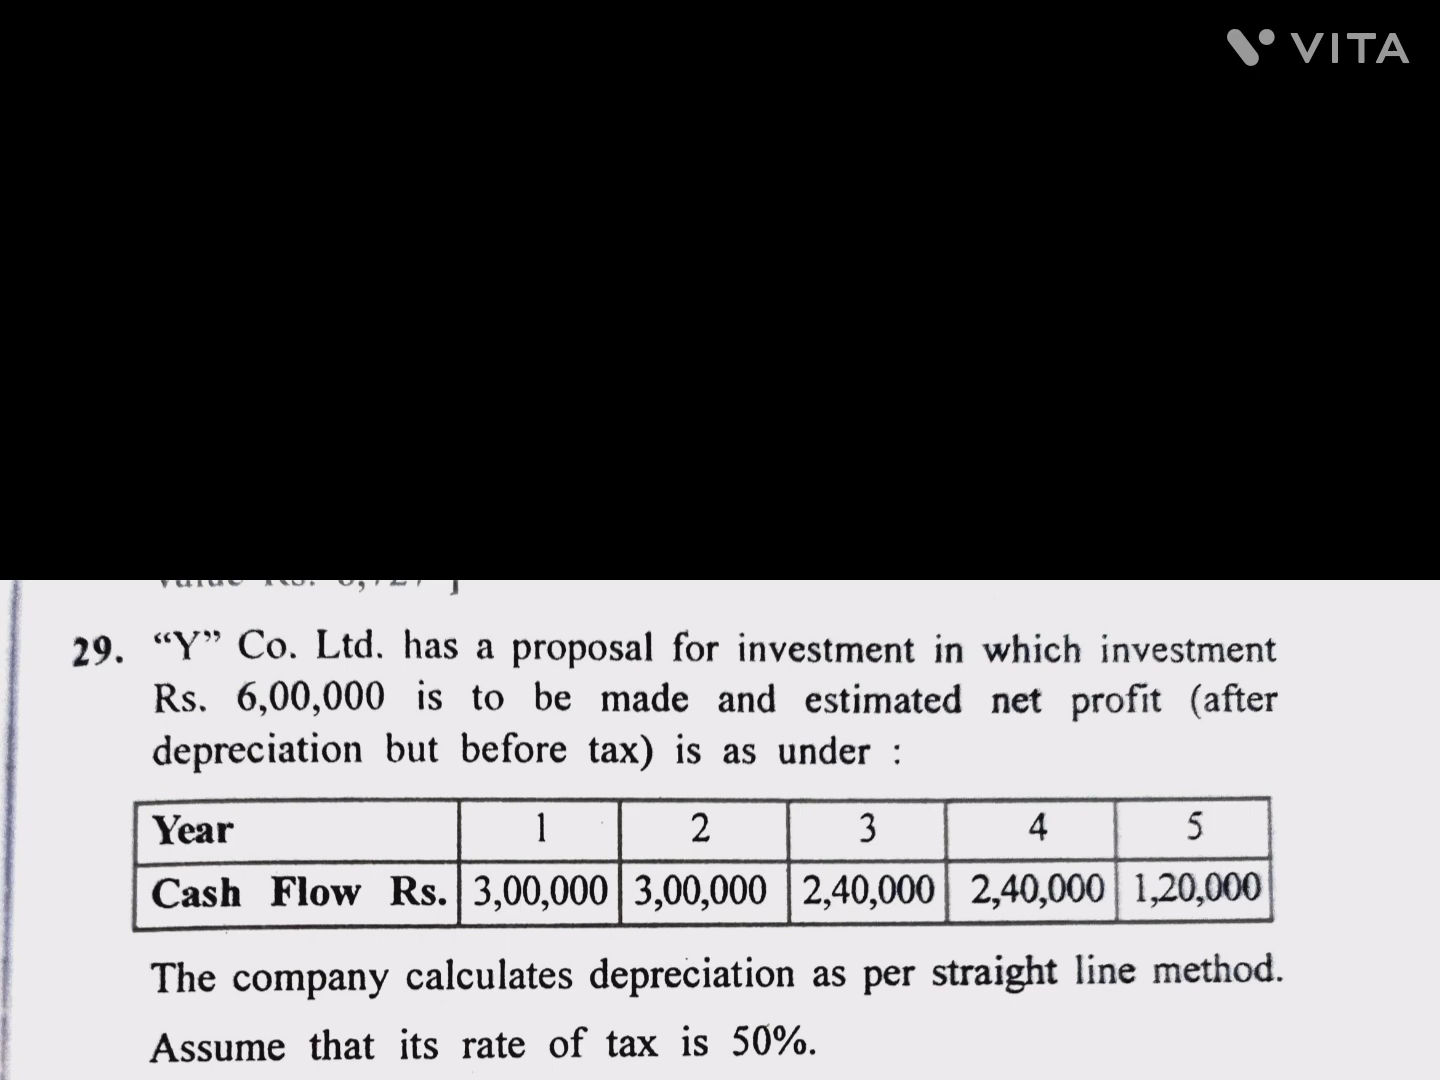 VITA
29. “Y” Co. Ltd. has a proposal for investment in which investment
Rs. 6,00,000 is to be made and estimated net profit (after
depreciation but before tax) is as under :
Year 1 2 3 4 5
Cash Flow Rs. 3,00,000 3,00,000 2,40,000 2,40,000 1,20,000
The company calculates depreciation as per straight line method.
Assume that its rate of tax is 50%.